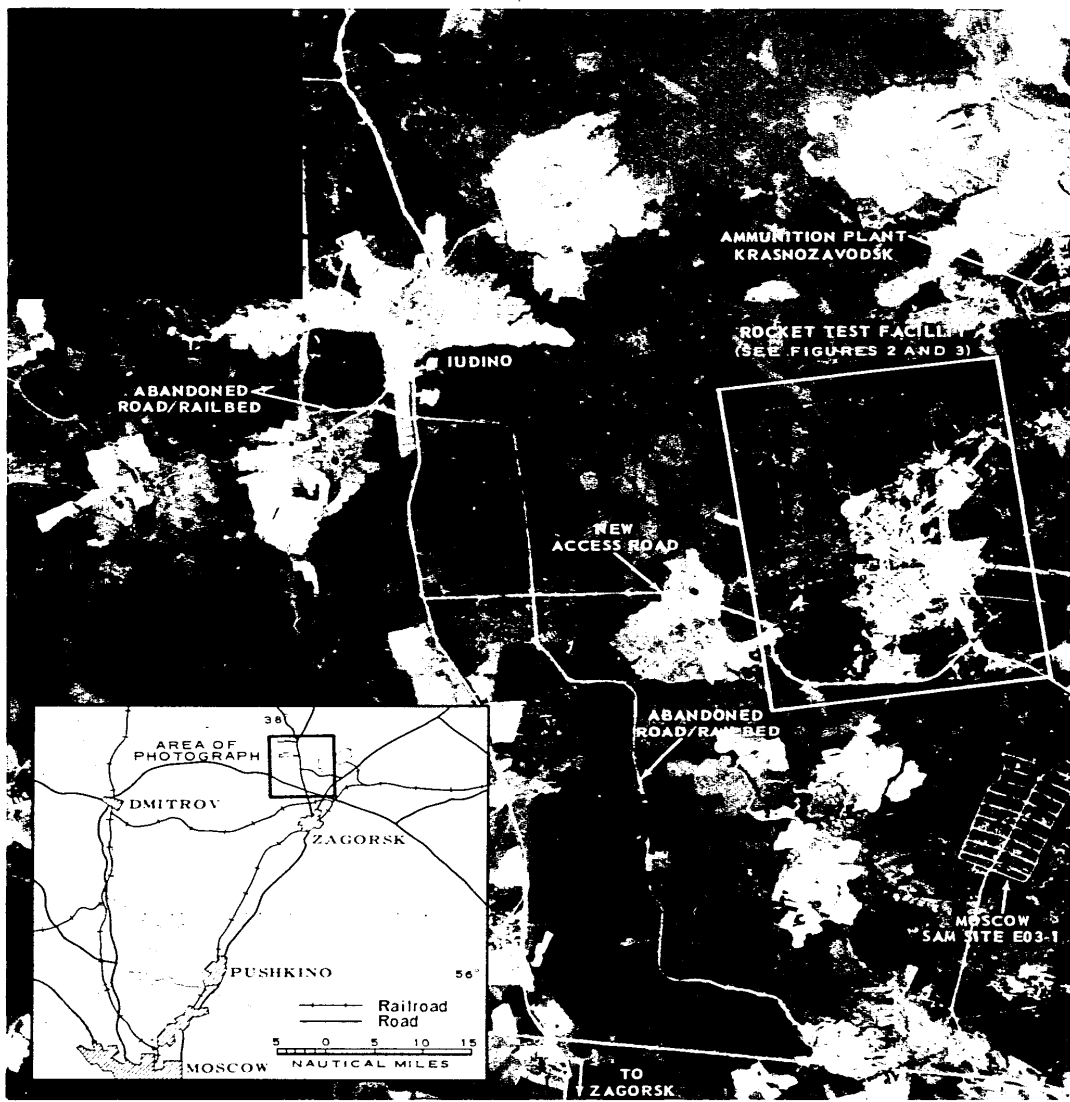 AMMUNITION PLANT
KRASNOZAVODSK
ROCKET TEST FACILITY
(SEE FIGURES 2 AND 3)
IUDINO
ABANDONED
ROAD/RAILBED
NEW
ACCESS ROAD
ABANDONED
ROAD/RAILBED
MOSCOW
SAM SITE E03-1
TO
ZAGORSK
38°
AREA OF
PHOTOGRAPH
DMITROV
ZAGORSK
PUSHKINO
56°
Railroad
Road
5 0 5 10 15
NAUTICAL MILES
MOSCOW